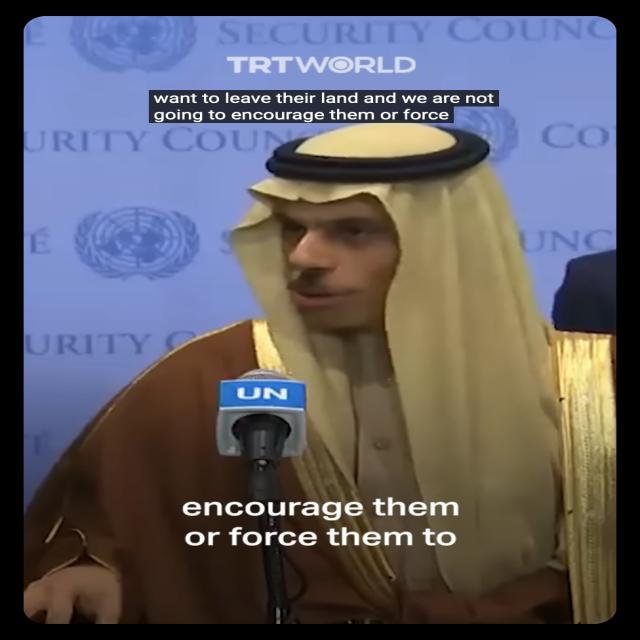 É
SECURITY COUNC
TRTWORLD
want to leave their land and we are not
going to encourage them or force
URITY COUN
CO
É
S
UNC
URITY C
TÉ
UN
encourage them
or force them to